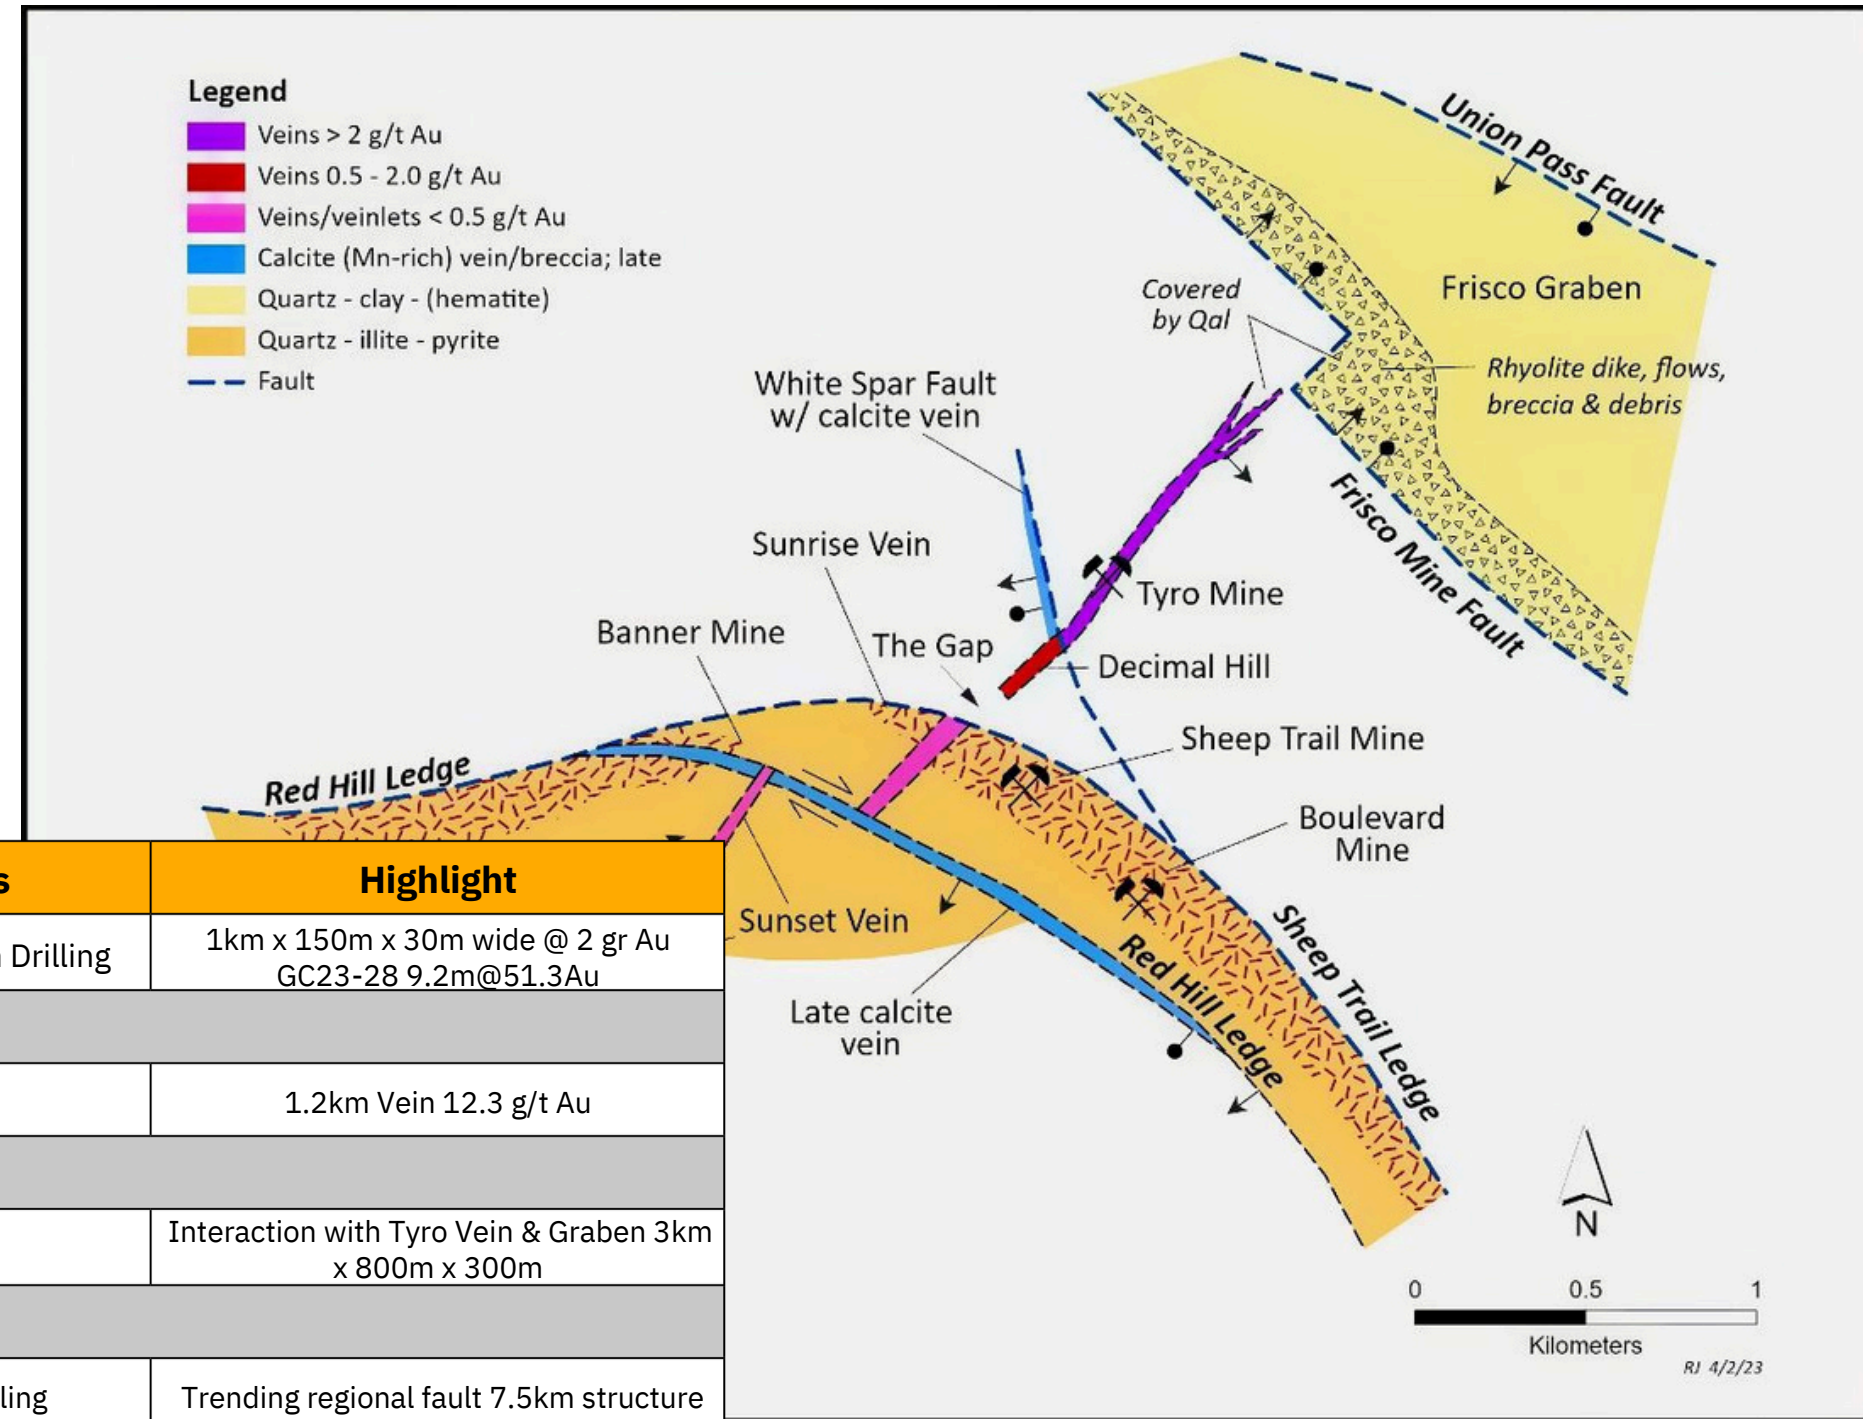 Legend
Veins > 2 g/t Au
Veins 0.5 - 2.0 g/t Au
Veins/veinlets < 0.5 g/t Au
Calcite (Mn-rich) vein/breccia; late
Quartz - clay - (hematite)
Quartz - illite - pyrite
Fault
Union Pass Fault
Frisco Graben
Covered
by Qal
Rhyolite dike, flows,
breccia & debris
White Spar Fault
w/ calcite vein
Frisco Mine Fault
Sunrise Vein
Tyro Mine
Banner Mine
The Gap
Decimal Hill
Sheep Trail Mine
Red Hill Ledge
Boulevard
Mine
Sunset Vein
Late calcite
vein
Red Hill Ledge
Sheep Trail Ledge
N
0 0.5 1
Kilometers
RJ 4/2/23
s
Highlight
Drilling
1km x 150m x 30m wide @ 2 gr Au
GC23-28 9.2m@51.3Au
1.2km Vein 12.3 g/t Au
Interaction with Tyro Vein & Graben 3km
x 800m x 300m
ling
Trending regional fault 7.5km structure